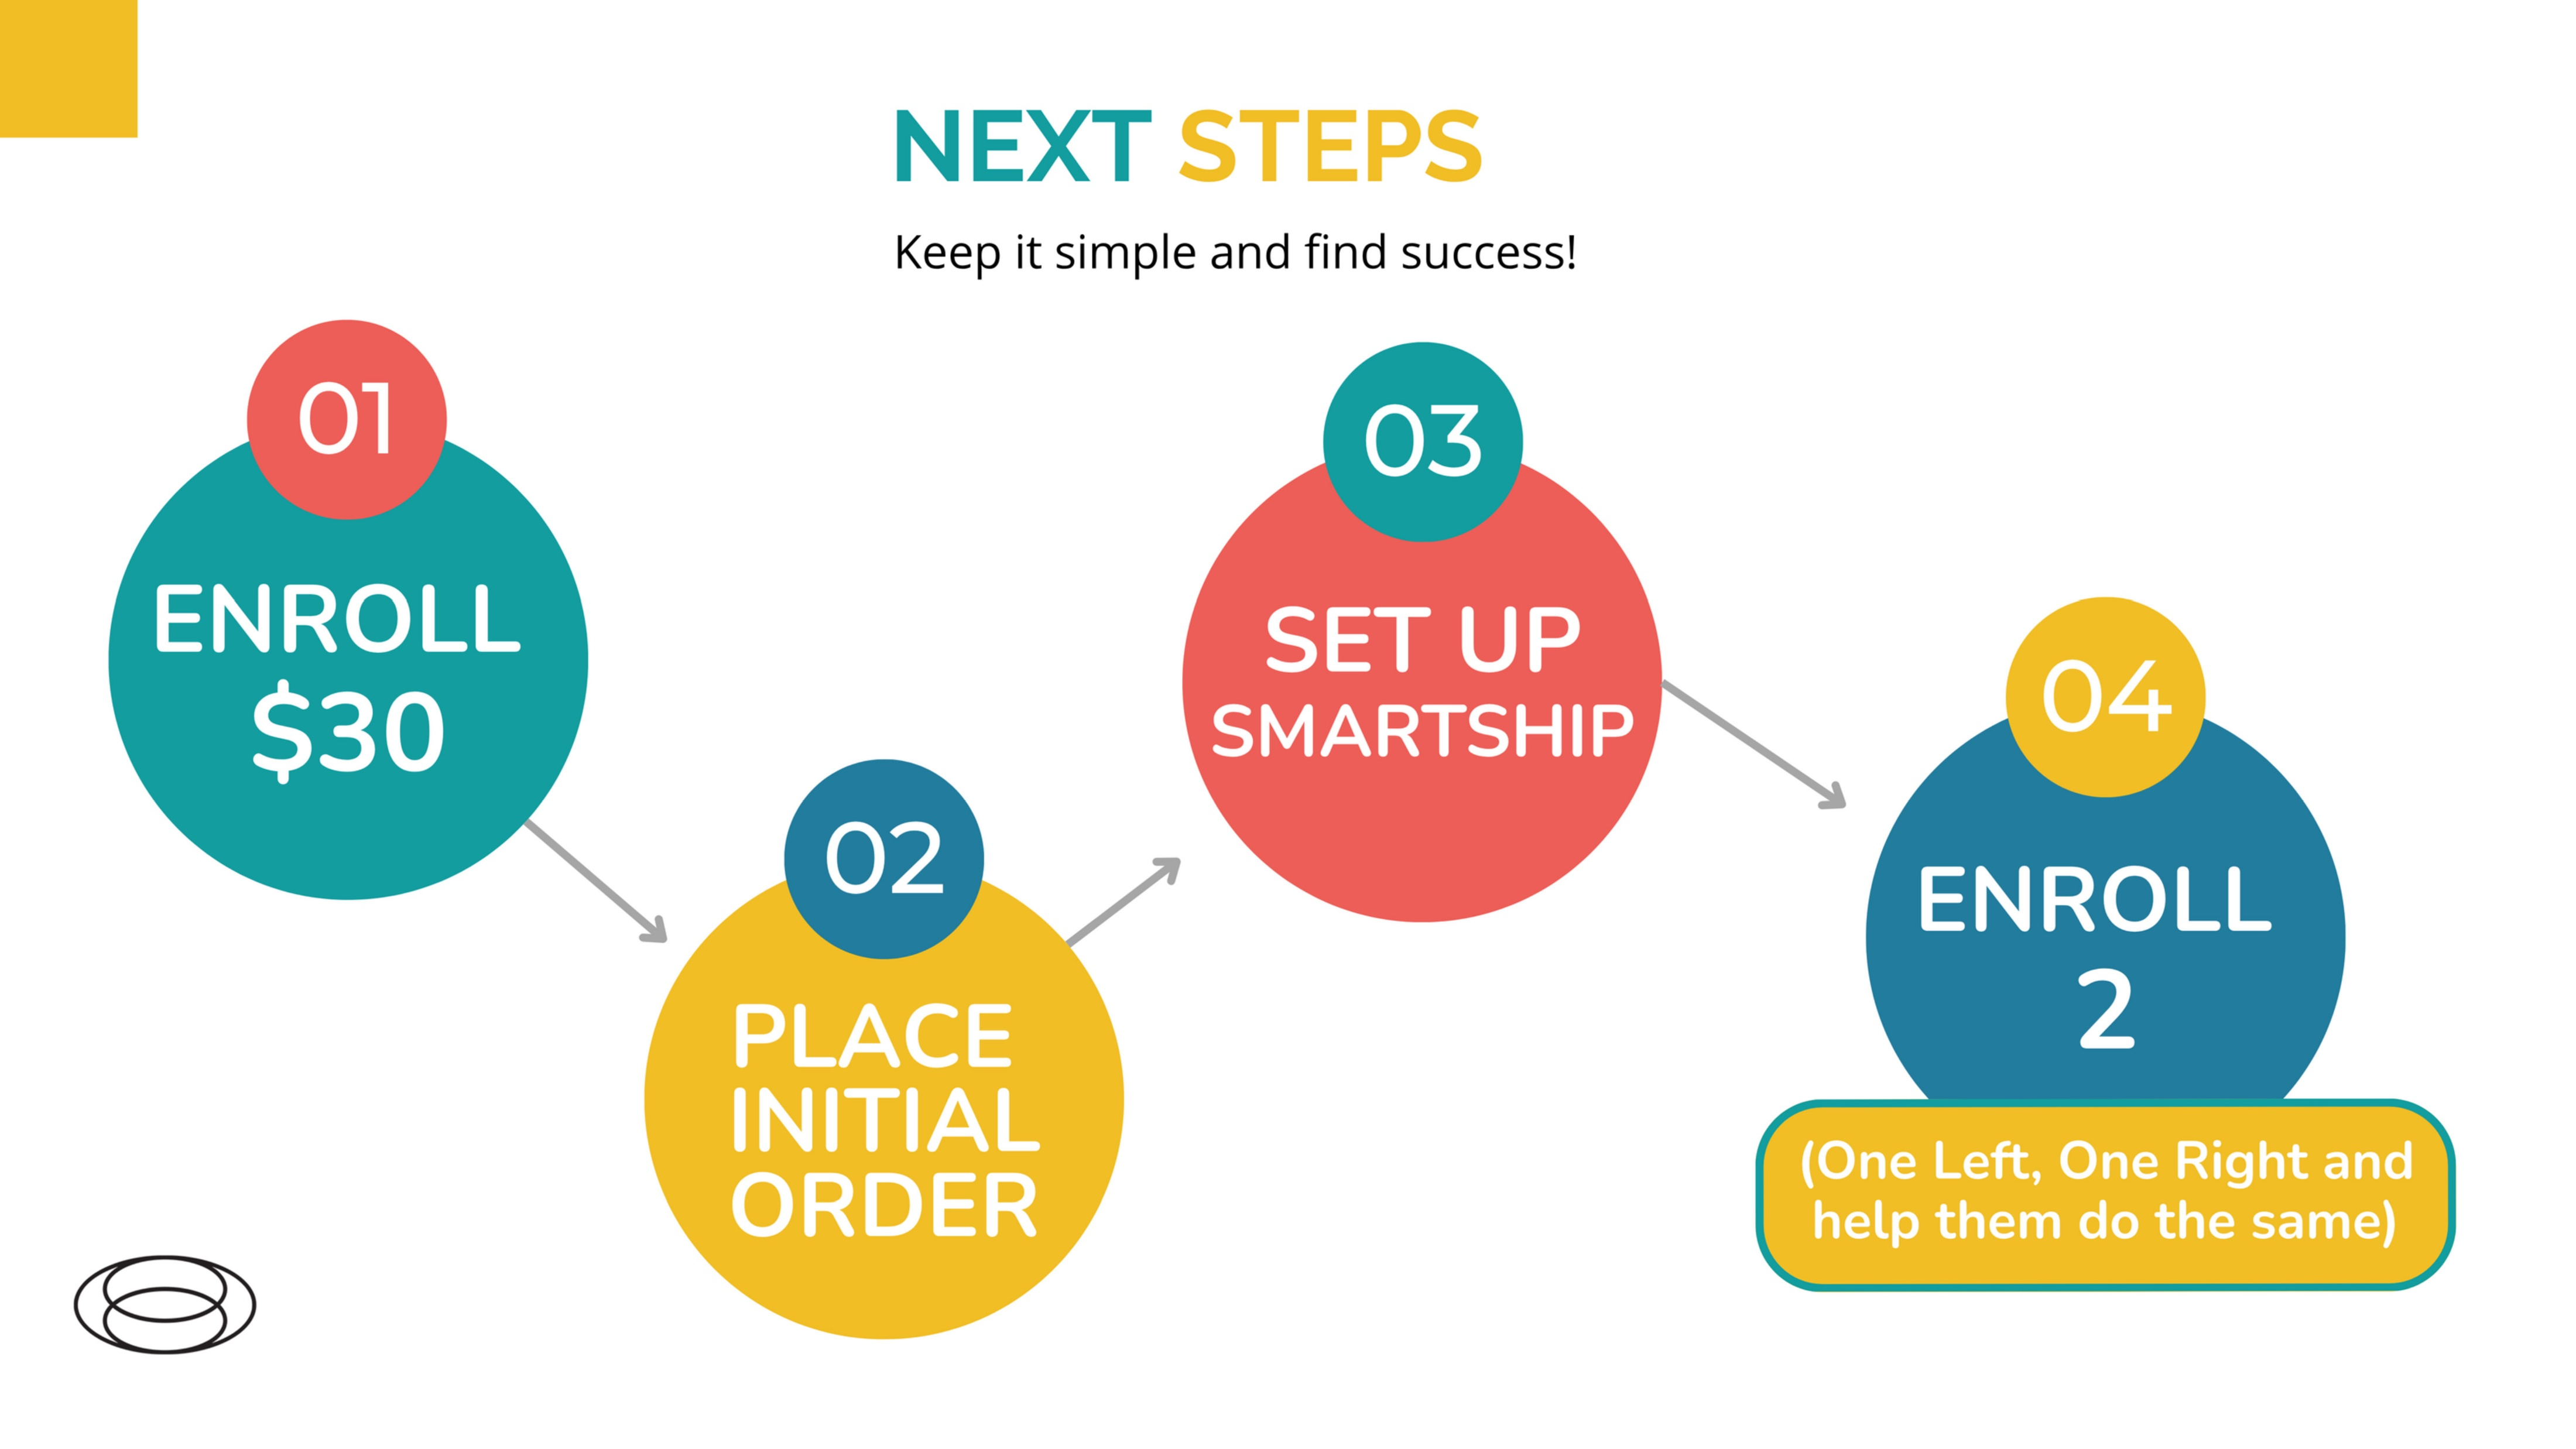 NEXT STEPS
Keep it simple and find success!
01
ENROLL
$30
02
PLACE
INITIAL
ORDER
03
SET UP
SMARTSHIP
04
ENROLL
2
(One Left, One Right and
help them do the same)